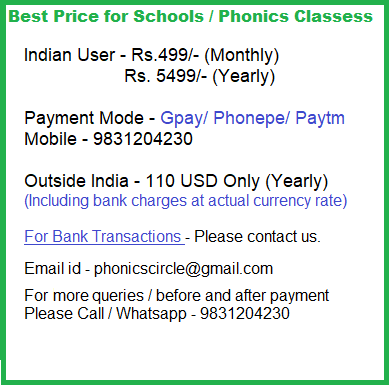 Best Price for Schools / Phonics Classess
Indian User - Rs.499/- (Monthly)
Rs. 5499/- (Yearly)
Payment Mode - Gpay/ Phonepe/ Paytm
Mobile - 9831204230
Outside India - 110 USD Only (Yearly)
(Including bank charges at actual currency rate)
For Bank Transactions - Please contact us.
Email id - phonicscircle@gmail.com
For more queries / before and after payment
Please Call / Whatsapp - 9831204230